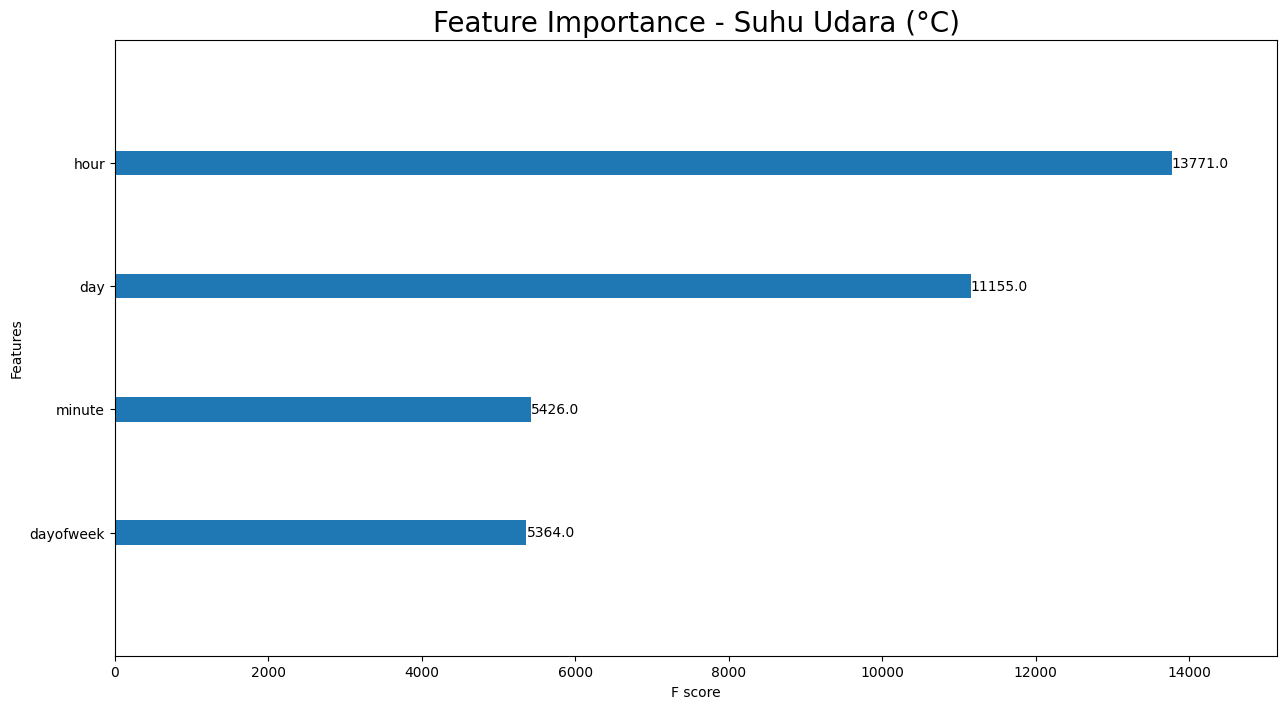 Feature Importance - Suhu Udara (°C)
Features
hour
13771.0
day
11155.0
minute
5426.0
dayofweek
5364.0
0 2000 4000 6000 8000 10000 12000 14000
F score